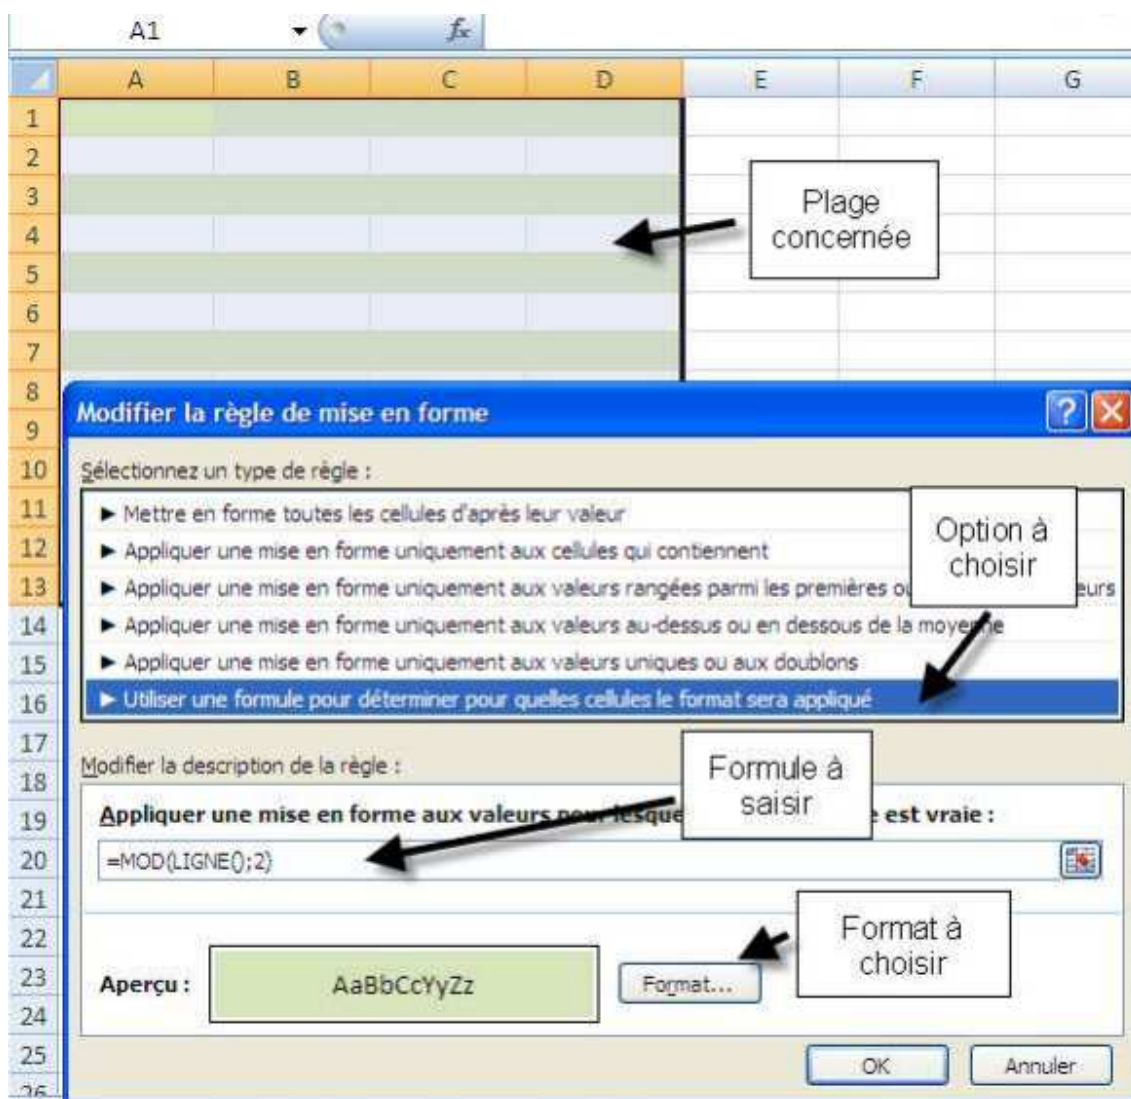 A1 fx
A B C D E F G
1
2
3
4
5
6
7
8
9
10
11
12
13
14
15
16
17
18
19
20
21
22
23
24
25
26
Plage
concernée
Modifier la règle de mise en forme
Sélectionnez un type de règle :
► Mettre en forme toutes les cellules d'après leur valeur
► Appliquer une mise en forme uniquement aux cellules qui contiennent
► Appliquer une mise en forme uniquement aux valeurs rangées parmi les premières ou eurs
► Appliquer une mise en forme uniquement aux valeurs au-dessus ou en dessous de la moyenne
► Appliquer une mise en forme uniquement aux valeurs uniques ou aux doublons
► Utiliser une formule pour déterminer pour quelles cellules le format sera appliqué
Option à
choisir
Modifier la description de la règle :
Formule à
saisir
Appliquer une mise en forme aux valeurs pour lesque e est vraie :
=MOD(LIGNE();2)
Format à
choisir
Aperçu : AaBbCcYyZz Format...
OK Annuler